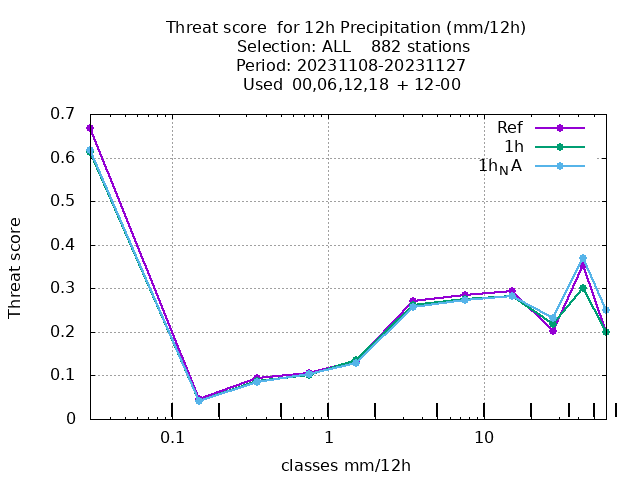 Threat score  for 12h Precipitation (mm/12h)
Selection: ALL    882 stations
Period: 20231108-20231127
Used  00,06,12,18  + 12-00
0.7
0.6
0.5
0.4
0.3
0.2
0.1
0
Threat score
Ref
1h
1hNA
0.1
1
10
classes mm/12h